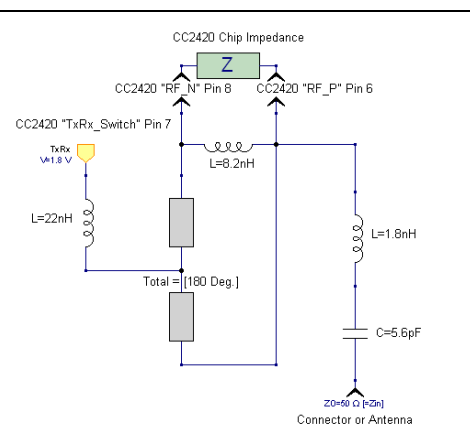 CC2420 Chip Impedance
Z
CC2420 "RF_N" Pin 8
CC2420 "RF_P" Pin 6
CC2420 "TxRx_Switch" Pin 7
TxRx
V=1.8 V
L=8.2nH
L=22nH
L=1.8nH
Total = [180 Deg.]
C=5.6pF
Z0=50 Ω [=Zin]
Connector or Antenna